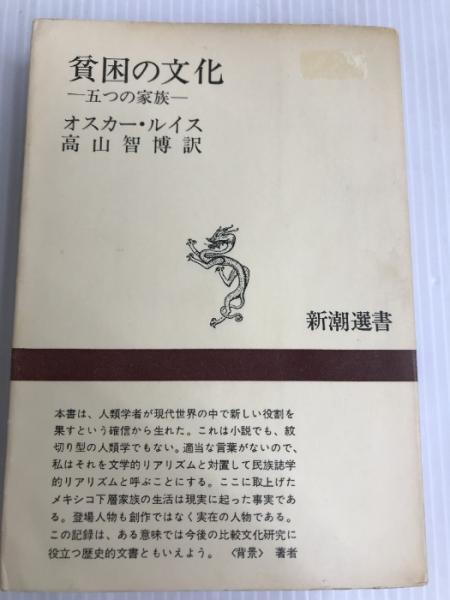 貧困の文化
―五つの家族―
オスカー・ルイス
高山智博訳
新潮選書
本書は、人類学者が現代世界の中で新しい役割を
果すという確信から生れた。これは小説でも、紋
切り型の人類学でもない。適当な言葉がないので、
私はそれを文学的リアリズムと対置して民族誌学
的リアリズムと呼ぶことにする。ここに取上げた
メキシコ下層家族の生活は現実に起った事実であ
る。登場人物も創作ではなく実在の人物である。
この記録は、ある意味では今後の比較文化研究に
役立つ歴史的文書ともいえよう。〈背景〉著者